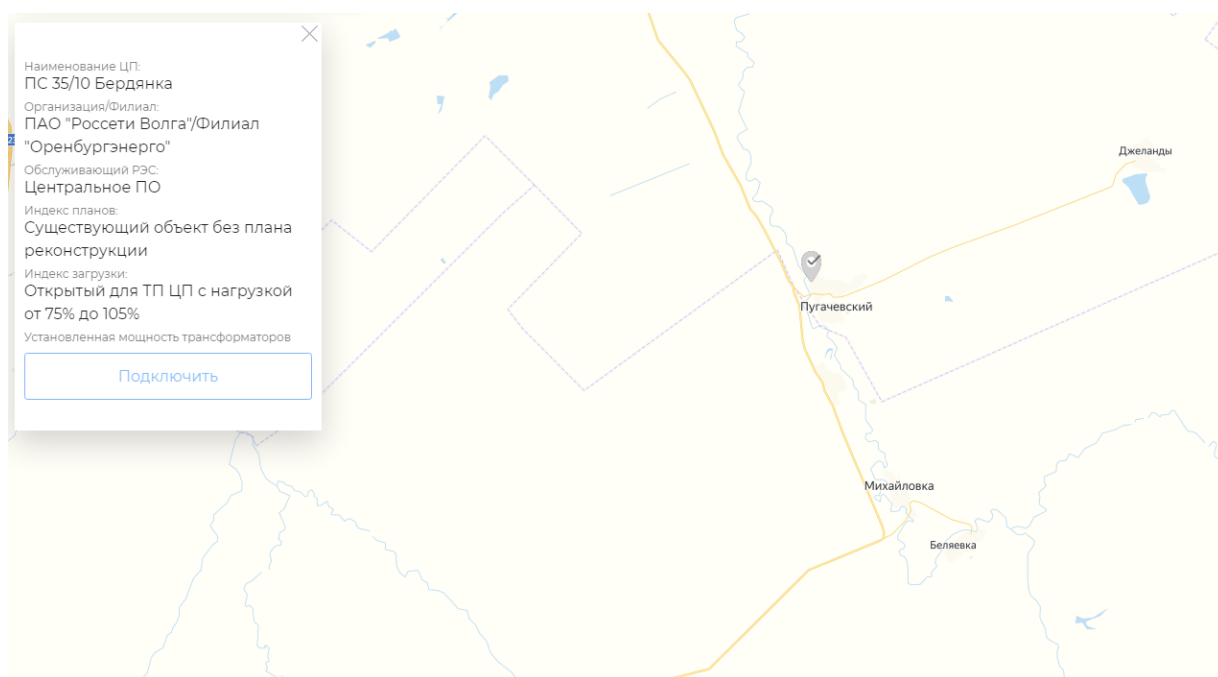 Наименование ЦП:
ПС 35/10 Бердянка
Организация/Филиал:
ПАО "Россети Волга"/Филиал
"Оренбургэнерго"
Обслуживающий РЭС:
Центральное ПО
Индекс планов:
Существующий объект без плана
реконструкции
Индекс загрузки:
Открытый для ТП ЦП с нагрузкой
от 75% до 105%
Установленная мощность трансформаторов
Подключить
Джеланды
Пугачевский
Михайловка
Беляевка